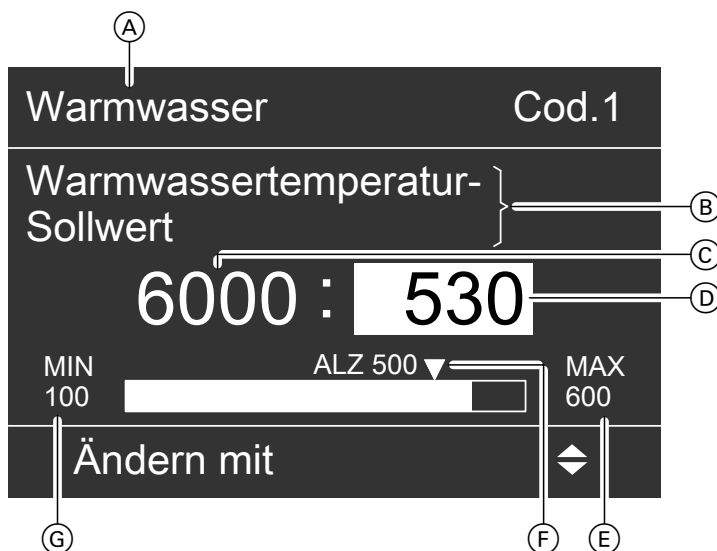 A
Warmwasser Cod.1
Warmwassertemperatur-
Sollwert
B
C
6000 : 530
D
MIN ALZ 500 MAX
100 600
Ändern mit
G F E